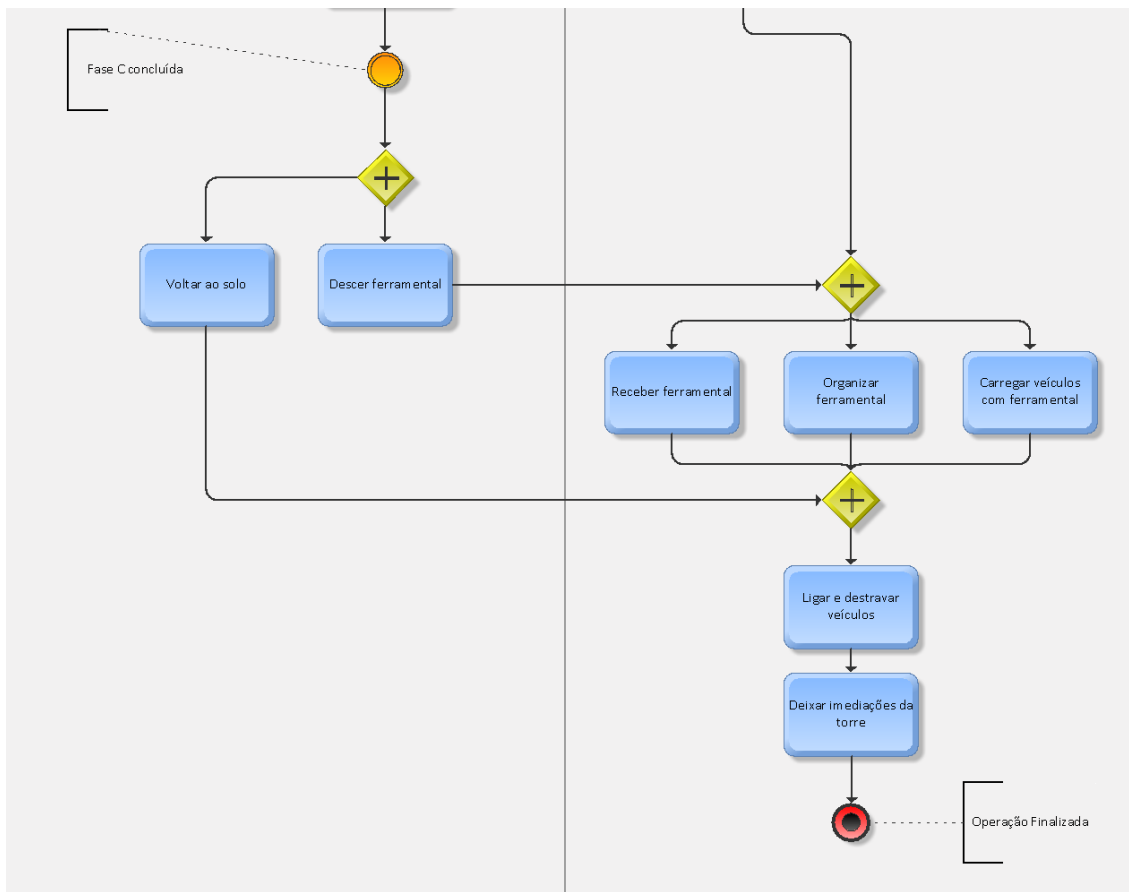 Fase C concluída
Voltar ao solo
Descer ferramental
Receber ferramental
Organizar
ferramental
Carregar veículos
com ferramental
Ligar e destravar
veículos
Deixar imediações da
torre
Operação Finalizada